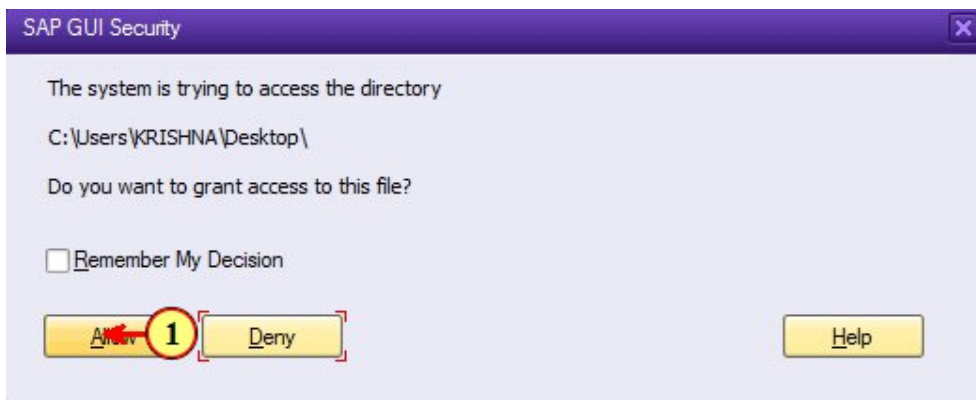 SAP GUI Security
The system is trying to access the directory
C:\Users\KRISHNA\Desktop\
Do you want to grant access to this file?
Remember My Decision
Allow 1 Deny Help